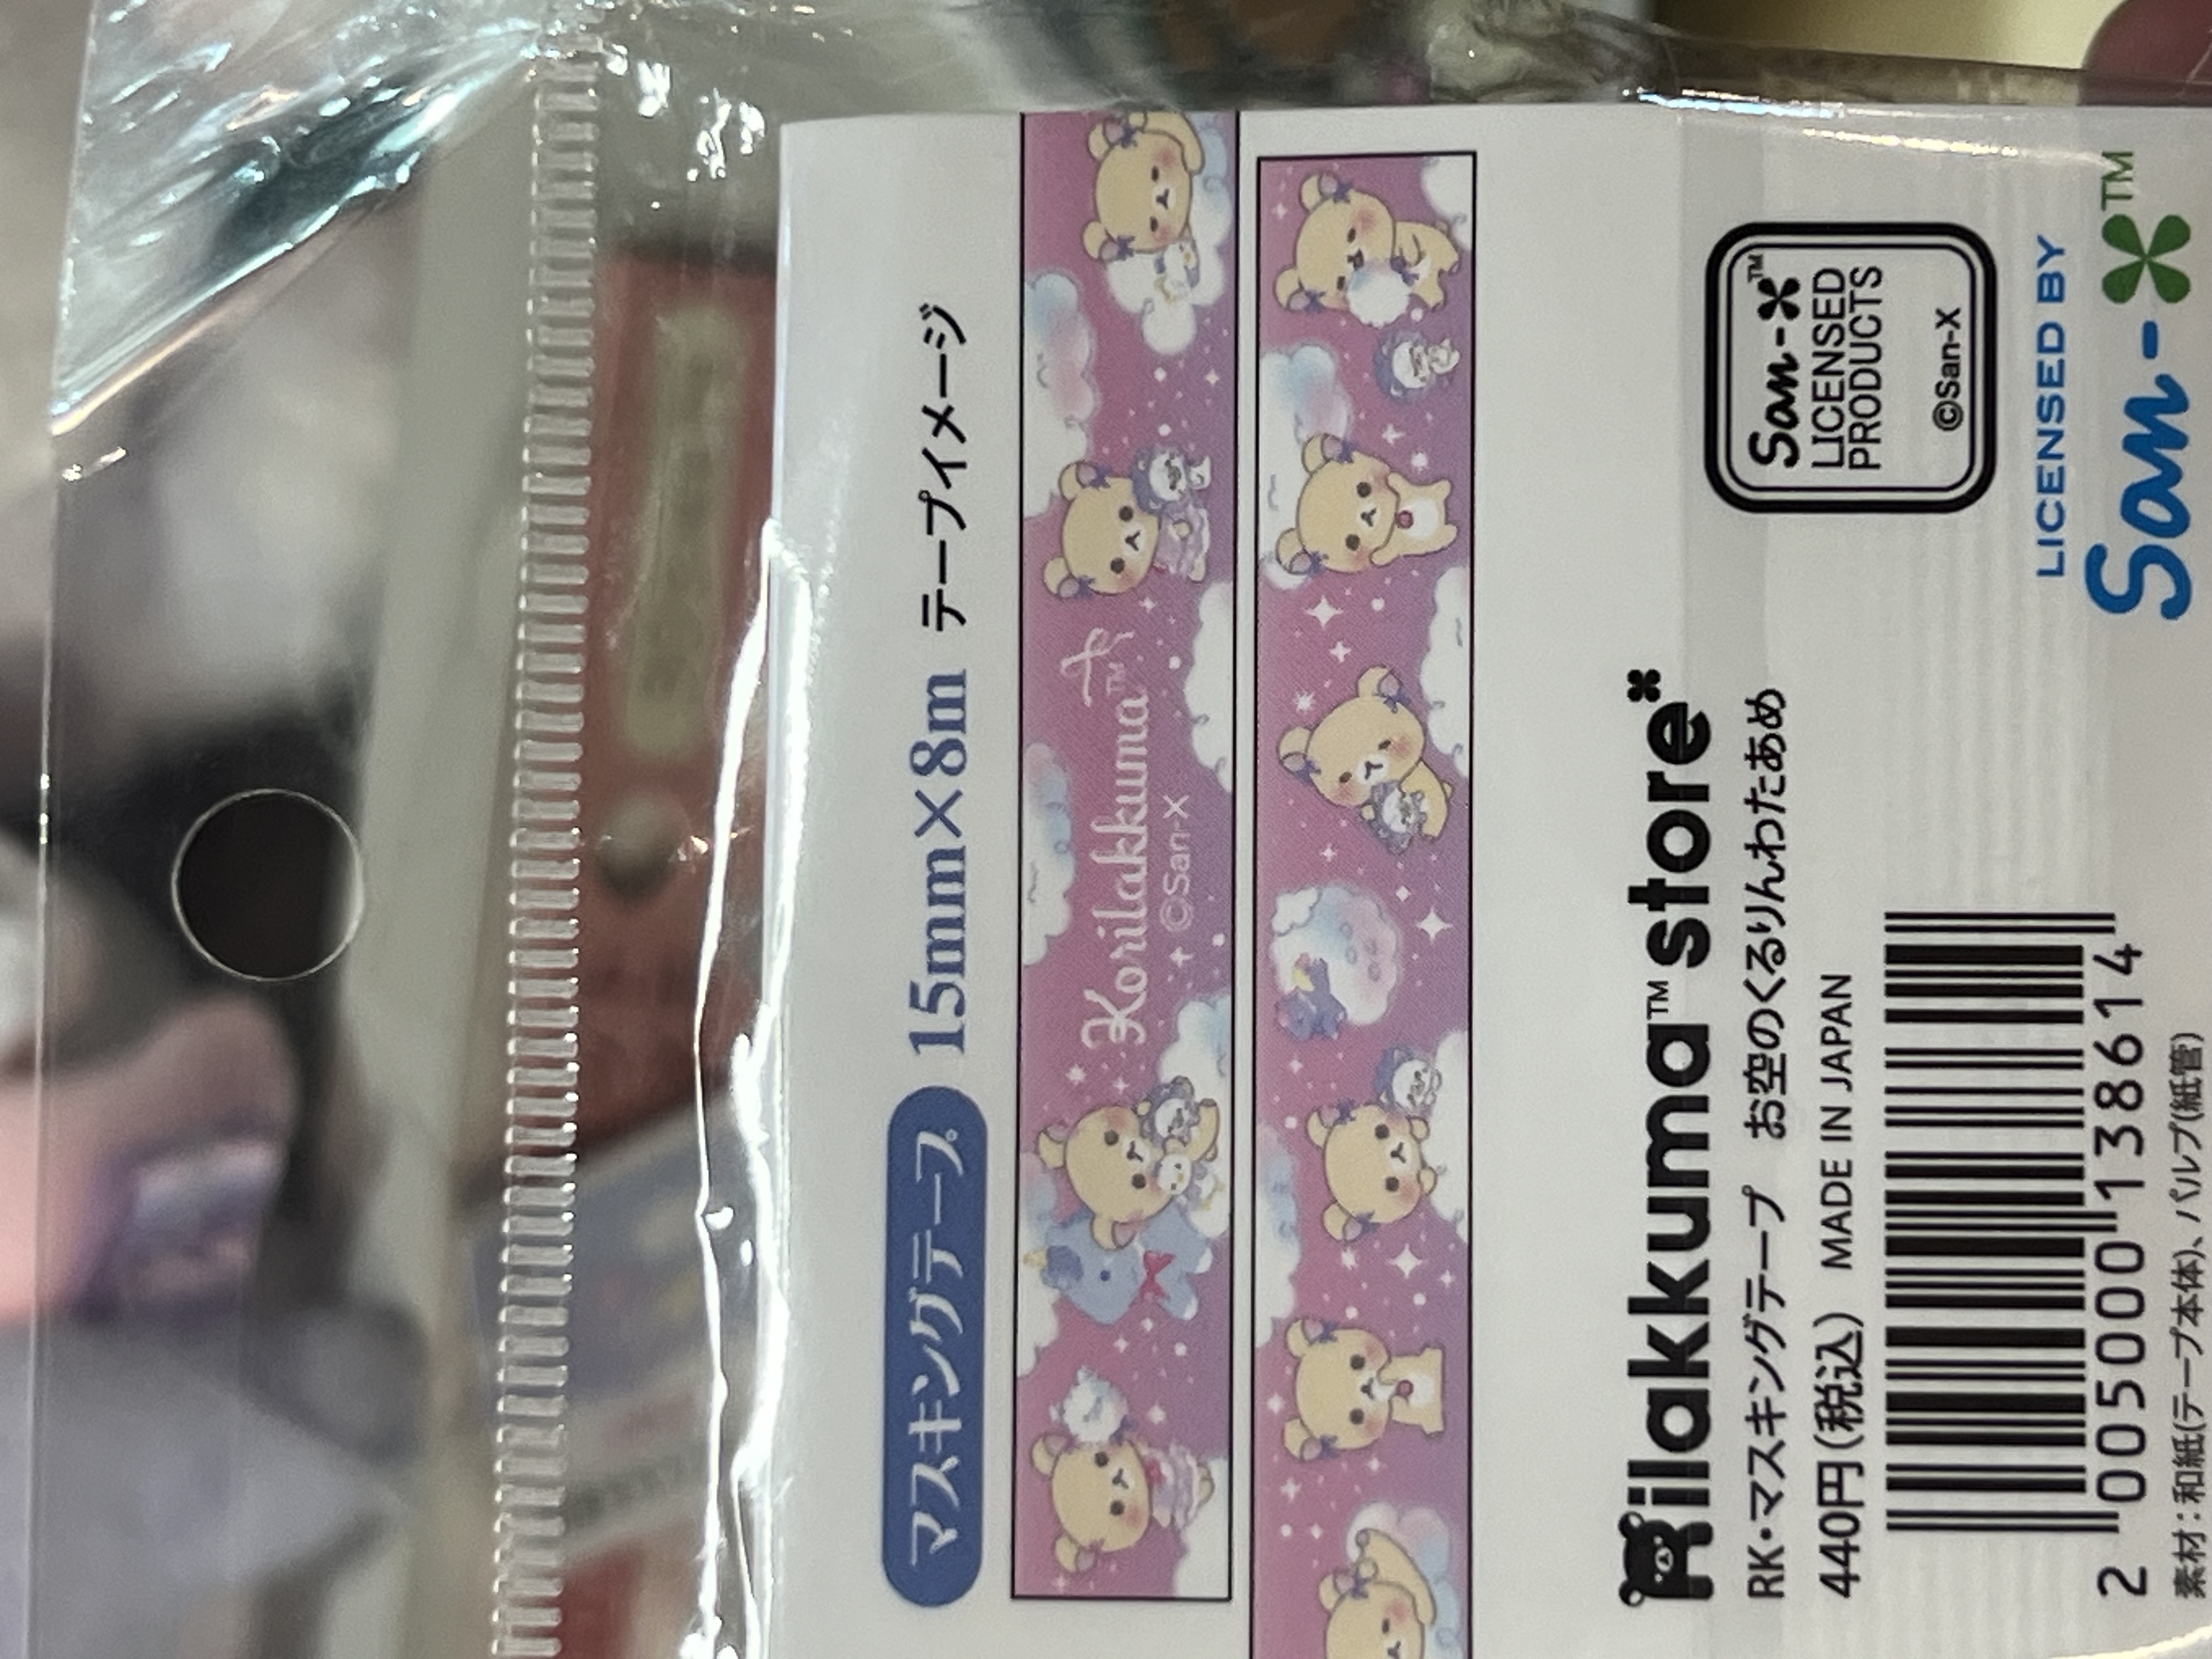 マスキングテープ 15mm×8m テープイメージ
Korilakkuma™
©San-X
Rilakkuma™ store
RK・マスキングテープ お空のくるりんわたあめ
440円(税込) MADE IN JAPAN
2 005000 138614
素材:和紙(テープ本体)、パルプ(紙管)
San-X™
LICENSED
PRODUCTS
©San-X
LICENSED BY
San-X™